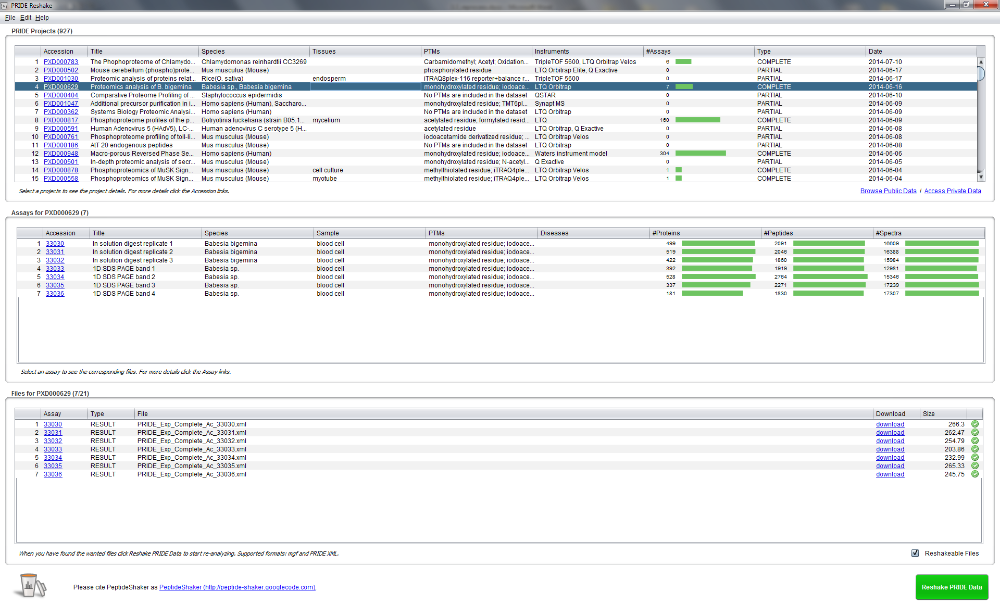 PRIDE Reshake
File Edit Help
PRIDE Projects (927)
Accession Title Species Tissues PTMs Instruments #Assays Type Date
1 PXD000783 The Phophoproteome of Chlamydo... Chlamydomonas reinhardtii CC3269 Carbamidomethyl; Acetyl; Oxidation... TripleTOF 5600, LTQ Orbitrap Velos 6 COMPLETE 2014-07-10
2 PXD000502 Mouse cerebellum (phospho)prote... Mus musculus (Mouse) phosphorylated residue LTQ Orbitrap Elite, Q Exactive 0 PARTIAL 2014-06-17
3 PXD001030 Proteomic analysis of proteins relat... Rice(O. sativa) endosperm iTRAQ8plex-116 reporter+balance r... TripleTOF 5600 0 PARTIAL 2014-06-17
4 PXD000629 Proteomics analysis of B. bigemina Babesia sp., Babesia bigemina monohydroxylated residue; iodoace... LTQ Orbitrap 7 COMPLETE 2014-06-16
5 PXD000404 Comparative Proteome Profiling of ... Staphylococcus epidermidis No PTMs are included in the dataset QSTAR 0 PARTIAL 2014-06-10
6 PXD001047 Additional precursor purification in i... Homo sapiens (Human), Saccharo... monohydroxylated residue; TMT6pl... Synapt MS 0 PARTIAL 2014-06-09
7 PXD000362 Systems Biology Proteomic Analysi... Homo sapiens (Human) No PTMs are included in the dataset LTQ Orbitrap 0 PARTIAL 2014-06-09
8 PXD000817 Phosphoproteome profiles of the p... Botryotinia fuckeliana (strain B05.1... mycelium acetylated residue; formylated resid... LTQ 160 COMPLETE 2014-06-09
9 PXD000591 Human Adenovirus 5 (HAdV5), LC-... Human adenovirus C serotype 5 (H... acetylated residue LTQ Orbitrap, Q Exactive 0 PARTIAL 2014-06-08
10 PXD000761 Phosphoproteome profiling of toll-li... Mus musculus (Mouse) iodoacetamide derivatized residue; ... LTQ Orbitrap Velos 0 PARTIAL 2014-06-08
11 PXD000186 AtT 20 endogenous peptides Mus musculus (Mouse) No PTMs are included in the dataset LTQ Orbitrap 0 PARTIAL 2014-06-08
12 PXD000948 Macro-porous Reversed Phase Se... Homo sapiens (Human) monohydroxylated residue; iodoace... Waters instrument model 304 COMPLETE 2014-06-06
13 PXD000501 In-depth proteomic analysis of secr... Mus musculus (Mouse) monohydroxylated residue; N-acetyl... Q Exactive 0 PARTIAL 2014-06-05
14 PXD000878 Phosphoproteomics of MuSK Sign... Mus musculus (Mouse) cell culture methylthiolated residue; iTRAQ4ple... LTQ Orbitrap Velos 1 COMPLETE 2014-06-04
15 PXD000558 Phosphoproteomics of MuSK Sign... Mus musculus (Mouse) myotube methylthiolated residue; iTRAQ4ple... LTQ Orbitrap Velos 1 COMPLETE 2014-06-04
Select a projects to see the project details. For more details click the Accession links. Browse Public Data / Access Private Data
Assays for PXD000629 (7)
Accession Title Species Sample PTMs Diseases #Proteins #Peptides #Spectra
1 33030 In solution digest replicate 1 Babesia bigemina blood cell monohydroxylated residue; iodoace... 499 2091 16609
2 33031 In solution digest replicate 2 Babesia bigemina blood cell monohydroxylated residue; iodoace... 519 2046 16388
3 33032 In solution digest replicate 3 Babesia bigemina blood cell monohydroxylated residue; iodoace... 422 1860 15984
4 33033 1D SDS PAGE band 1 Babesia sp. blood cell monohydroxylated residue; iodoace... 392 1919 12981
5 33034 1D SDS PAGE band 2 Babesia sp. blood cell monohydroxylated residue; iodoace... 528 2764 15346
6 33035 1D SDS PAGE band 3 Babesia sp. blood cell monohydroxylated residue; iodoace... 337 2271 17239
7 33036 1D SDS PAGE band 4 Babesia sp. blood cell monohydroxylated residue; iodoace... 181 1830 17307
Select an assay to see the corresponding files. For more details click the Assay links.
Files for PXD000629 (7/21)
Assay Type File Download Size
1 33030 RESULT PRIDE_Exp_Complete_Ac_33030.xml download 266.3
2 33031 RESULT PRIDE_Exp_Complete_Ac_33031.xml download 262.47
3 33032 RESULT PRIDE_Exp_Complete_Ac_33032.xml download 254.79
4 33033 RESULT PRIDE_Exp_Complete_Ac_33033.xml download 203.86
5 33034 RESULT PRIDE_Exp_Complete_Ac_33034.xml download 232.99
6 33035 RESULT PRIDE_Exp_Complete_Ac_33035.xml download 265.33
7 33036 RESULT PRIDE_Exp_Complete_Ac_33036.xml download 245.75
When you have found the wanted files click Reshake PRIDE Data to start re-analyzing. Supported formats: mgf and PRIDE XML. Reshakeable Files
Please cite PeptideShaker as PeptideShaker (http://peptide-shaker.googlecode.com). Reshake PRIDE Data